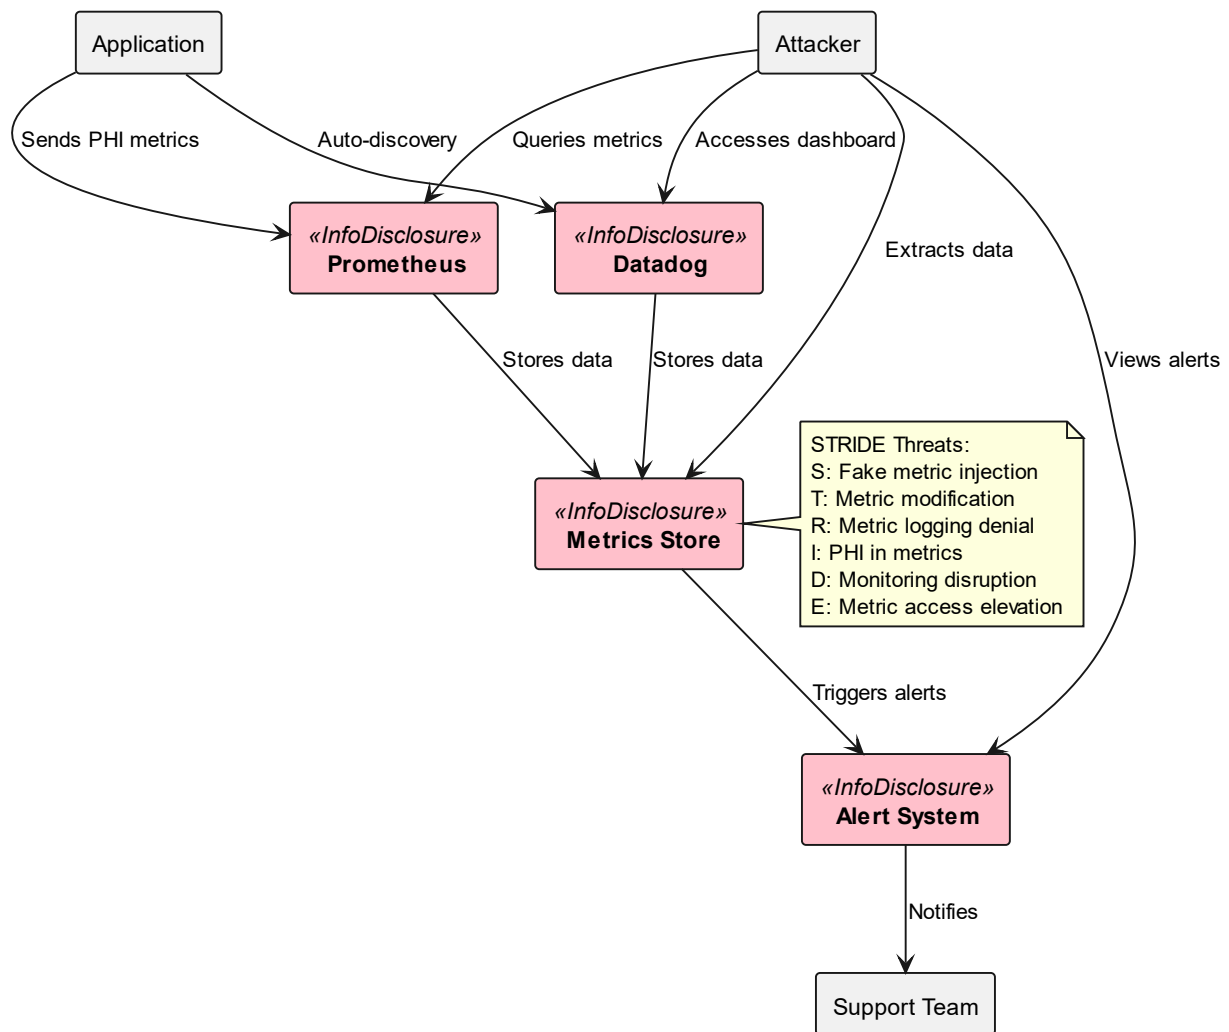 Application
Attacker
Sends PHI metrics
Auto-discovery
Queries metrics
Accesses dashboard
«InfoDisclosure»
Prometheus
«InfoDisclosure»
Datadog
Extracts data
Stores data
Stores data
Views alerts
STRIDE Threats:
S: Fake metric injection
T: Metric modification
R: Metric logging denial
I: PHI in metrics
D: Monitoring disruption
E: Metric access elevation
«InfoDisclosure»
Metrics Store
Triggers alerts
«InfoDisclosure»
Alert System
Notifies
Support Team